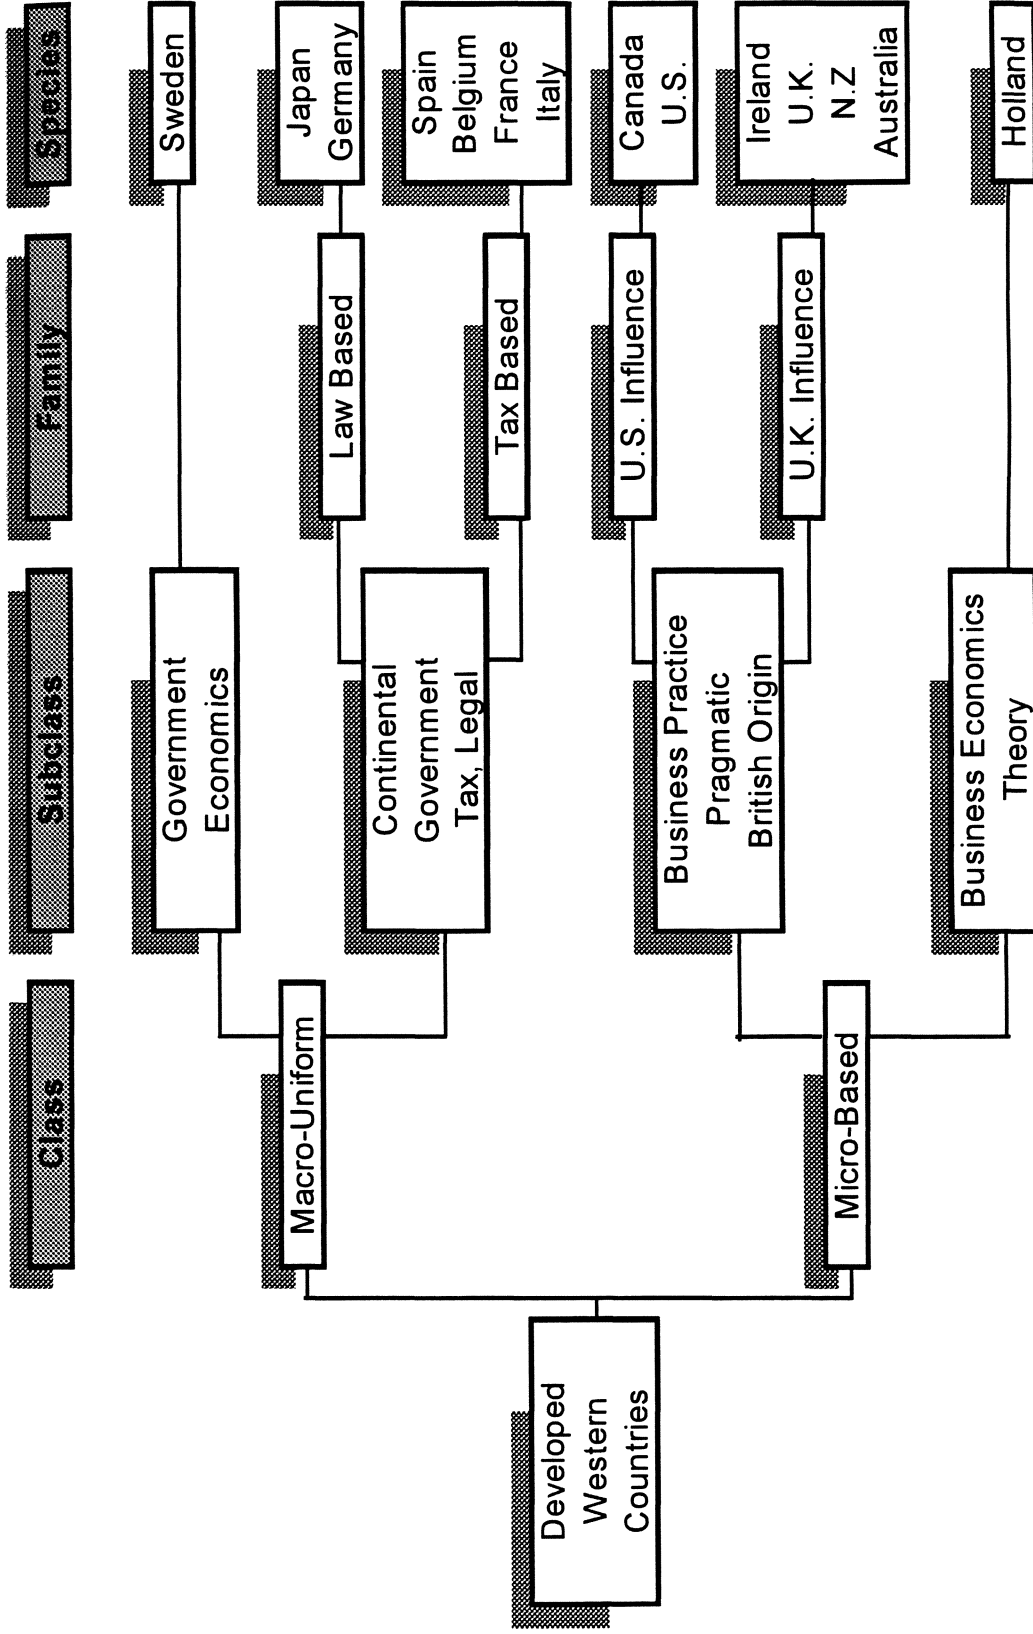 Class
Subclass
Family
Species
Government
Economics
Sweden
Macro-Uniform
Continental
Government
Tax, Legal
Law Based
Japan
Germany
Tax Based
Spain
Belgium
France
Italy
Developed
Western
Countries
Micro-Based
Business Practice
Pragmatic
British Origin
U.S. Influence
Canada
U.S.
U.K. Influence
Ireland
U.K.
N.Z
Australia
Business Economics
Theory
Holland